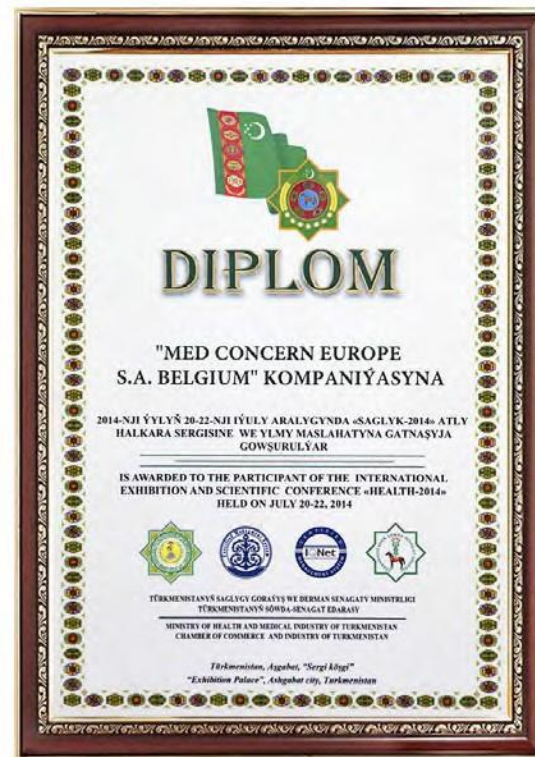 DIPLOM
"MED CONCERN EUROPE
S.A. BELGIUM" KOMPANIÝASYNA
2014-NJI ÝYLYŇ 20-22-NJI IÝULY ARALYGYNDA «SAGLYK-2014» ATLY
HALKARA SERGISINE WE YLMY MASLAHATYNA GATNAŞYJA
GOWŞURULÝAR
IS AWARDED TO THE PARTICIPANT OF THE INTERNATIONAL
EXHIBITION AND SCIENTIFIC CONFERENCE «HEALTH-2014»
HELD ON JULY 20-22, 2014
IQNet
TÜRKMENISTANYŇ SAGLYGY GORAÝYŞ WE DERMAN SENAGATY MINISTRLIGI
TÜRKMENISTANYŇ SÖWDA-SENAGAT EDARASY
MINISTRY OF HEALTH AND MEDICAL INDUSTRY OF TURKMENISTAN
CHAMBER OF COMMERCE AND INDUSTRY OF TURKMENISTAN
Türkmenistan, Aşgabat, "Sergi köşgi"
"Exhibition Palace", Ashgabat city, Turkmenistan